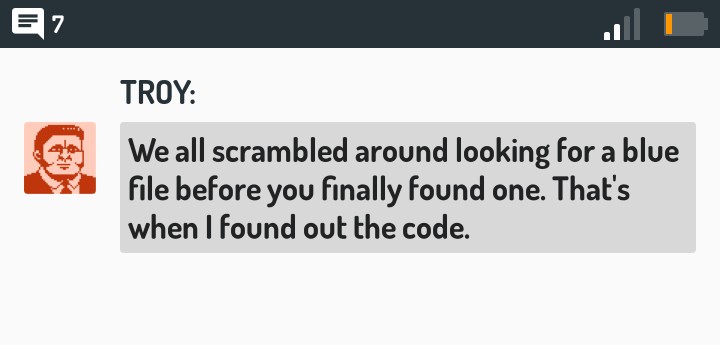 7
TROY:
We all scrambled around looking for a blue
file before you finally found one. That's
when I found out the code.